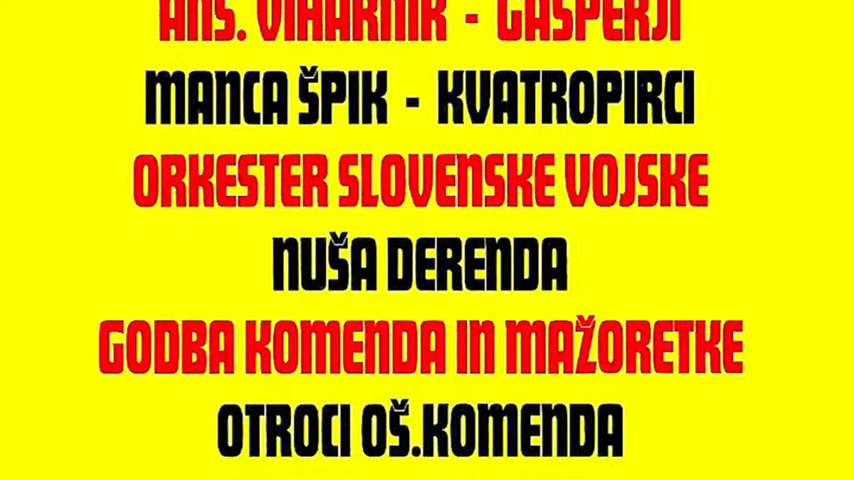 ANS. VIHARNIK - GAŠPERJI
MANCA ŠPIK - KVATROPIRCI
ORKESTER SLOVENSKE VOJSKE
NUŠA DERENDA
GODBA KOMENDA IN MAŽORETKE
OTROCI OŠ.KOMENDA